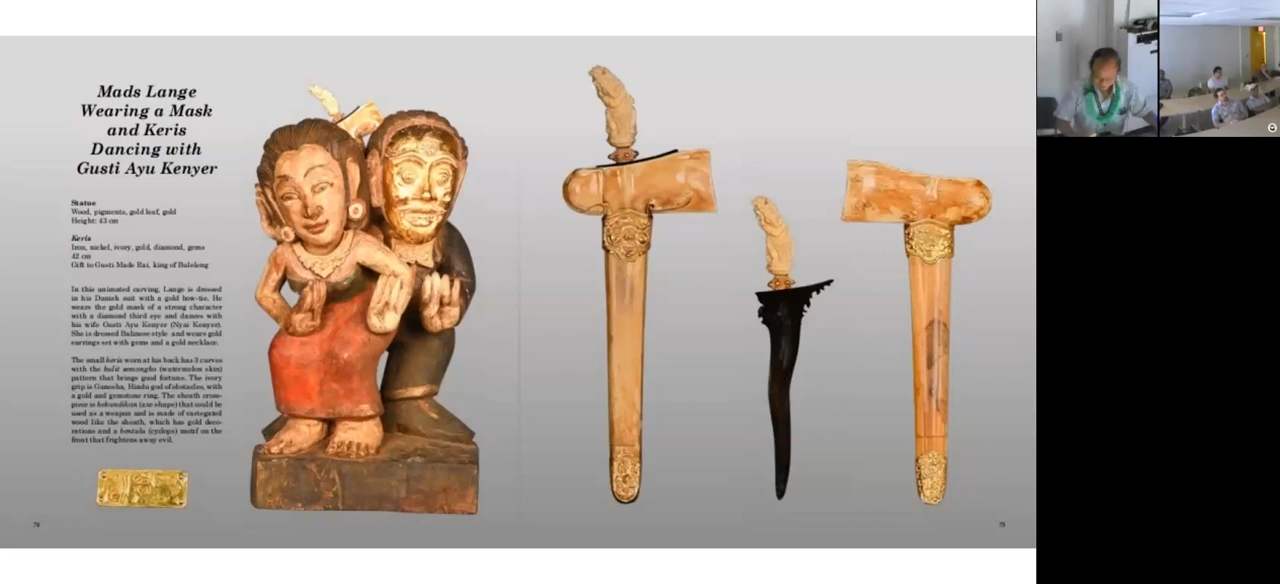 Mads Lange
Wearing a Mask
and Keris
Dancing with
Gusti Ayu Kenyer
Statue
Wood, pigments, gold leaf, gold
Height: 43 cm
Keris
Iron, nickel, ivory, gold, diamond, gems
42 cm
Gift to Gusti Made Rai, king of Buleleng
In this animated carving, Lange is dressed
in his Danish suit with a gold bow-tie. He
wears the gold mask of a strong character
with a diamond third eye and dances with
his wife Gusti Ayu Kenyer (Nyai Kenyer).
She is dressed Balinese style and wears gold
earrings set with gems and a gold necklace.
The small keris worn at his back has 3 curves
with the kulit semangka (watermelon skin)
pattern that brings good fortune. The ivory
grip is Ganesha, Hindu god of obstacles, with
a gold and gemstone ring. The sheath cross-
piece is kekandikan (axe shape) that could be
used as a weapon and is made of variegated
wood like the sheath, which has gold deco-
rations and a bentala (cyclops) motif on the
front that frightens away evil.
74
75